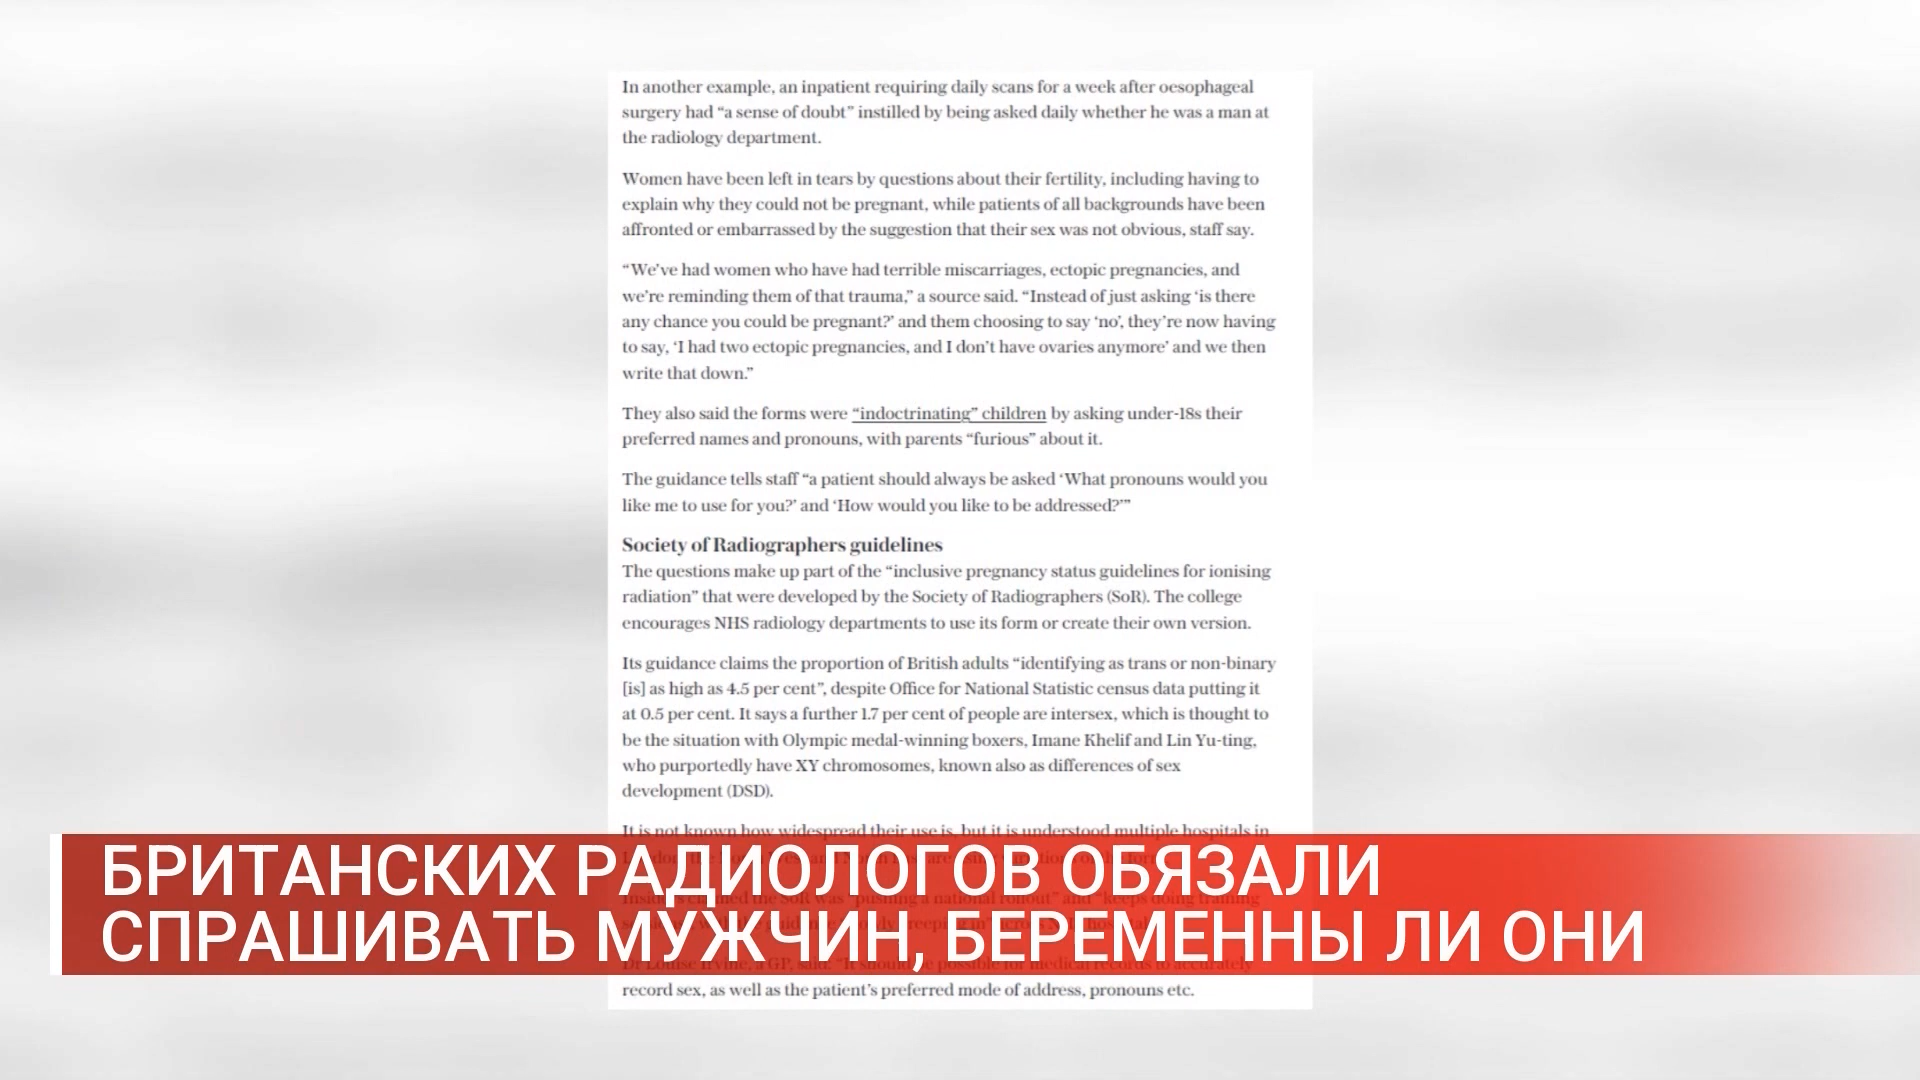 In another example, an inpatient requiring daily scans for a week after oesophageal
surgery had “a sense of doubt” instilled by being asked daily whether he was a man at
the radiology department.
Women have been left in tears by questions about their fertility, including having to
explain why they could not be pregnant, while patients of all backgrounds have been
affronted or embarrassed by the suggestion that their sex was not obvious, staff say.
“We’ve had women who have had terrible miscarriages, ectopic pregnancies, and
we’re reminding them of that trauma,” a source said. “Instead of just asking ‘is there
any chance you could be pregnant?’ and them choosing to say ‘no’, they’re now having
to say, ‘I had two ectopic pregnancies, and I don’t have ovaries anymore’ and we then
write that down.”
They also said the forms were “indoctrinating” children by asking under-18s their
preferred names and pronouns, with parents “furious” about it.
The guidance tells staff “a patient should always be asked ‘What pronouns would you
like me to use for you?’ and ‘How would you like to be addressed?’”
Society of Radiographers guidelines
The questions make up part of the “inclusive pregnancy status guidelines for ionising
radiation” that were developed by the Society of Radiographers (SoR). The college
encourages NHS radiology departments to use its form or create their own version.
Its guidance claims the proportion of British adults “identifying as trans or non-binary
[is] as high as 4.5 per cent”, despite Office for National Statistic census data putting it
at 0.5 per cent. It says a further 1.7 per cent of people are intersex, which is thought to
be the situation with Olympic medal-winning boxers, Imane Khelif and Lin Yu-ting,
who purportedly have XY chromosomes, known also as differences of sex
development (DSD).
It is not known how widespread their use is, but it is understood multiple hospitals in
БРИТАНСКИХ РАДИОЛОГОВ ОБЯЗАЛИ
СПРАШИВАТЬ МУЖЧИН, БЕРЕМЕННЫ ЛИ ОНИ
record sex, as well as the patient’s preferred mode of address, pronouns etc.